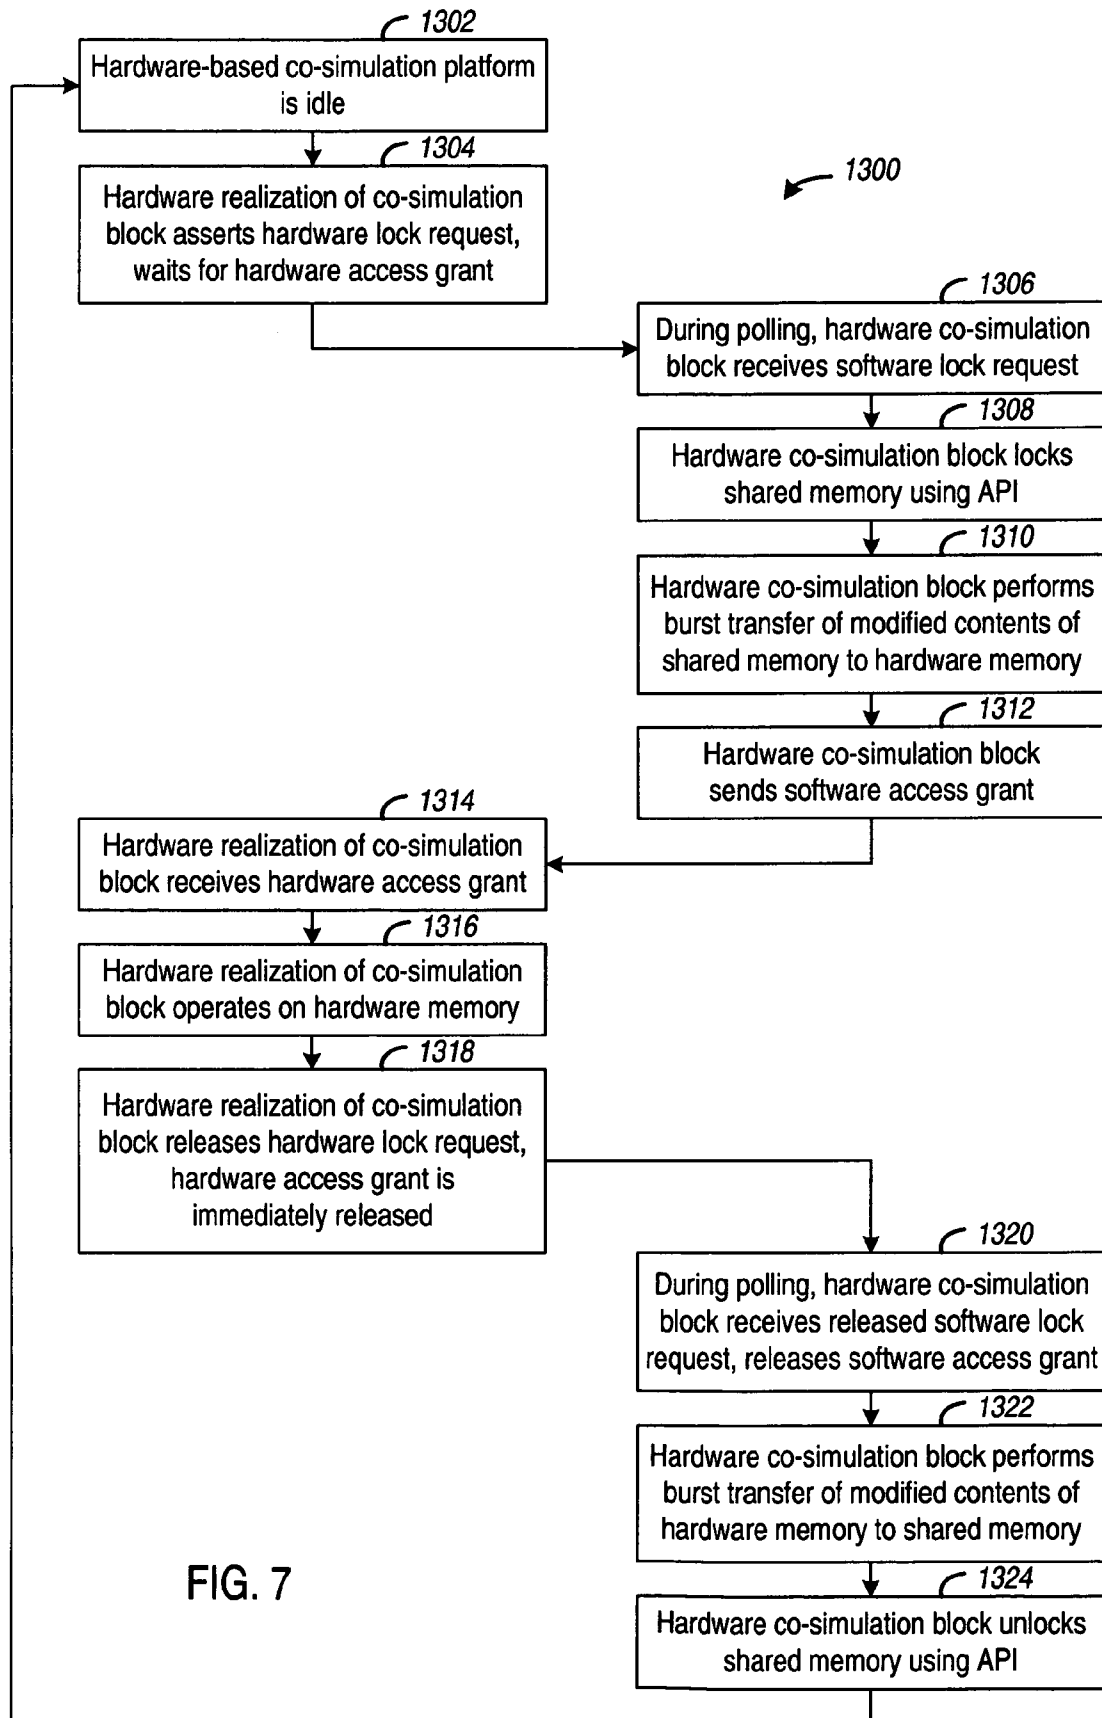 1302
Hardware-based co-simulation platform
is idle
1304
Hardware realization of co-simulation
block asserts hardware lock request,
waits for hardware access grant
1300
1306
During polling, hardware co-simulation
block receives software lock request
1308
Hardware co-simulation block locks
shared memory using API
1310
Hardware co-simulation block performs
burst transfer of modified contents of
shared memory to hardware memory
1312
Hardware co-simulation block
sends software access grant
1314
Hardware realization of co-simulation
block receives hardware access grant
1316
Hardware realization of co-simulation
block operates on hardware memory
1318
Hardware realization of co-simulation
block releases hardware lock request,
hardware access grant is
immediately released
1320
During polling, hardware co-simulation
block receives released software lock
request, releases software access grant
1322
Hardware co-simulation block performs
burst transfer of modified contents of
hardware memory to shared memory
1324
Hardware co-simulation block unlocks
shared memory using API
FIG. 7